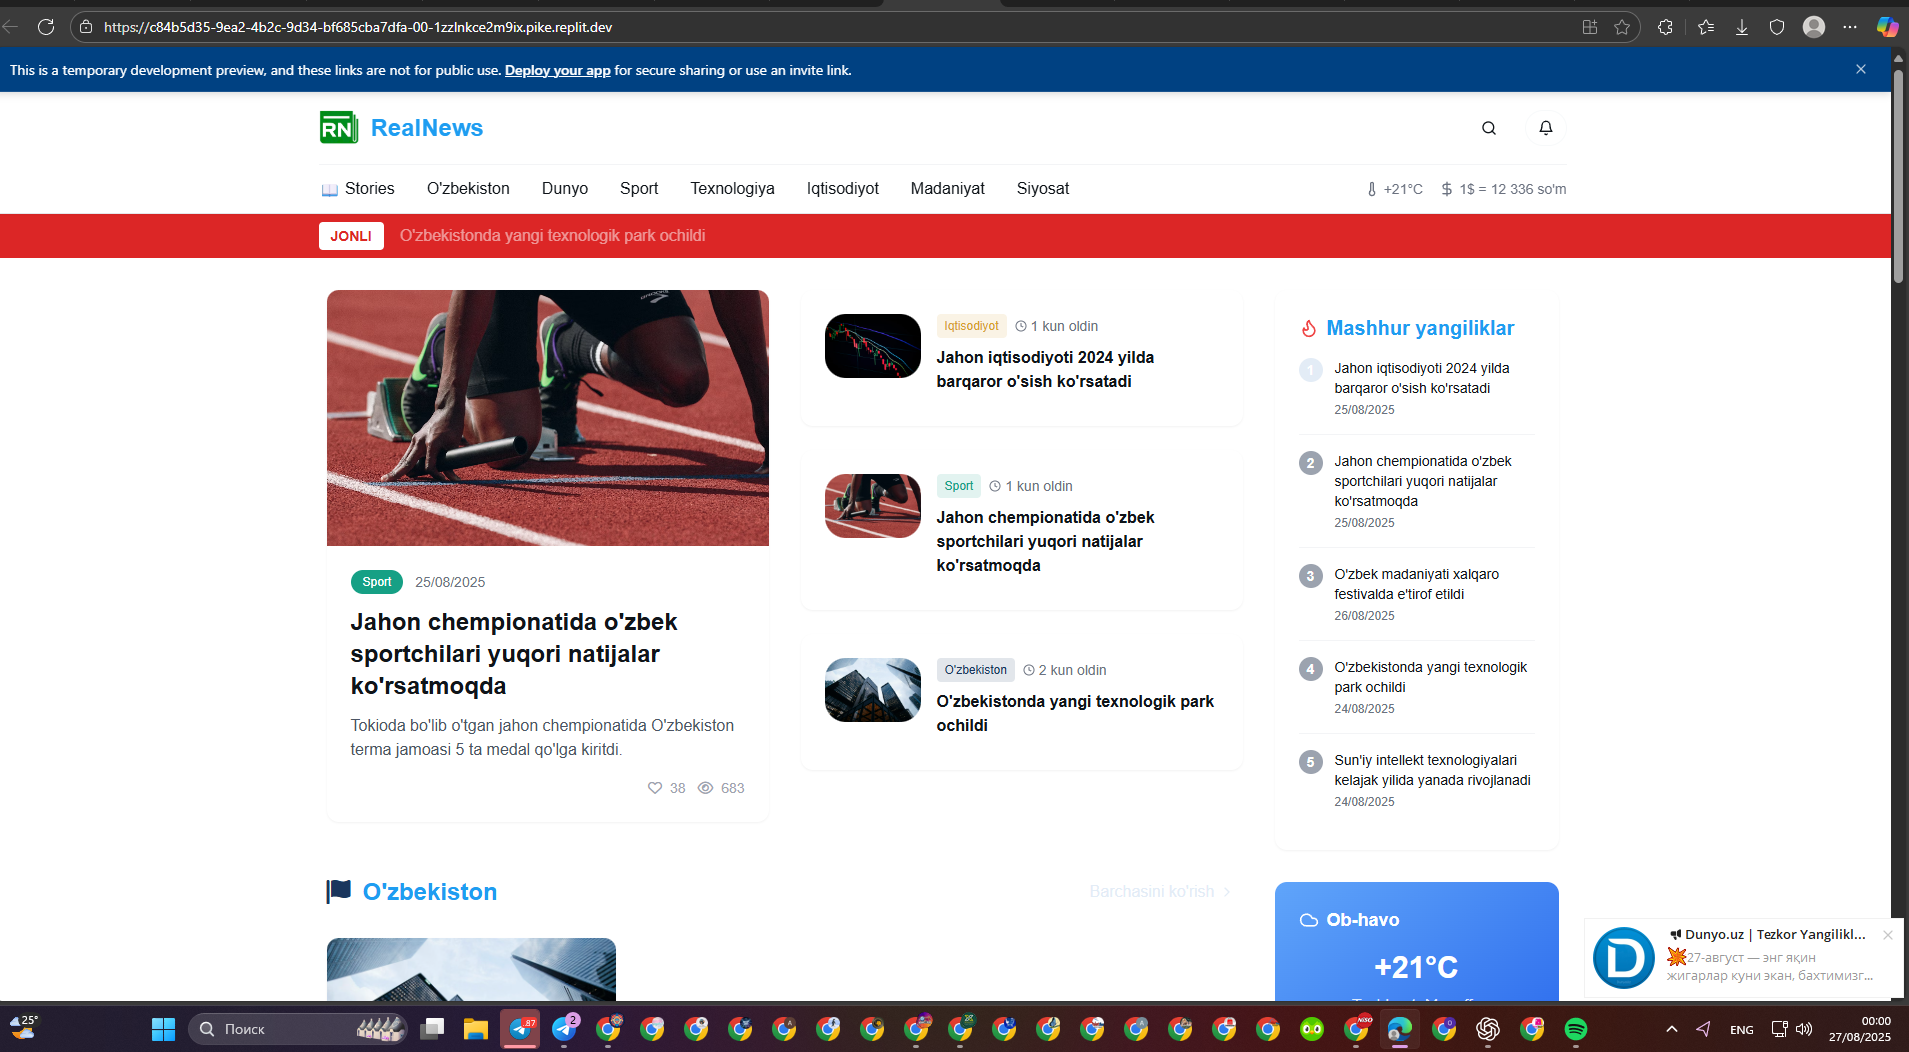 https://c84b5d35-9ea2-4b2c-9d34-bf685cba7dfa-00-1zzlnkce2m9ix.pike.replit.dev
This is a temporary development preview, and these links are not for public use. Deploy your app for secure sharing or use an invite link.
RN RealNews
Stories O'zbekiston Dunyo Sport Texnologiya Iqtisodiyot Madaniyat Siyosat +21°C 1$ = 12 336 so'm
JONLI O'zbekistonda yangi texnologik park ochildi
Sport 25/08/2025
Jahon chempionatida o'zbek
sportchilari yuqori natijalar
ko'rsatmoqda
Tokioda bo'lib o'tgan jahon chempionatida O'zbekiston
terma jamoasi 5 ta medal qo'lga kiritdi.
38 683
Iqtisodiyot 1 kun oldin
Jahon iqtisodiyoti 2024 yilda
barqaror o'sish ko'rsatadi
Sport 1 kun oldin
Jahon chempionatida o'zbek
sportchilari yuqori natijalar
ko'rsatmoqda
O'zbekiston 2 kun oldin
O'zbekistonda yangi texnologik park
ochildi
Mashhur yangiliklar
1 Jahon iqtisodiyoti 2024 yilda
barqaror o'sish ko'rsatadi
25/08/2025
2 Jahon chempionatida o'zbek
sportchilari yuqori natijalar
ko'rsatmoqda
25/08/2025
3 O'zbek madaniyati xalqaro
festivalda e'tirof etildi
26/08/2025
4 O'zbekistonda yangi texnologik
park ochildi
24/08/2025
5 Sun'iy intellekt texnologiyalari
kelajak yilida yanada rivojlanadi
24/08/2025
O'zbekiston Barchasini ko'rish
Ob-havo
+21°C
Dunyo.uz | Tezkor Yangilikl...
27-август — энг яқин
жигарлар куни экан, бахтимизг...
25° Поиск 87 2 ENG 00:00
27/08/2025